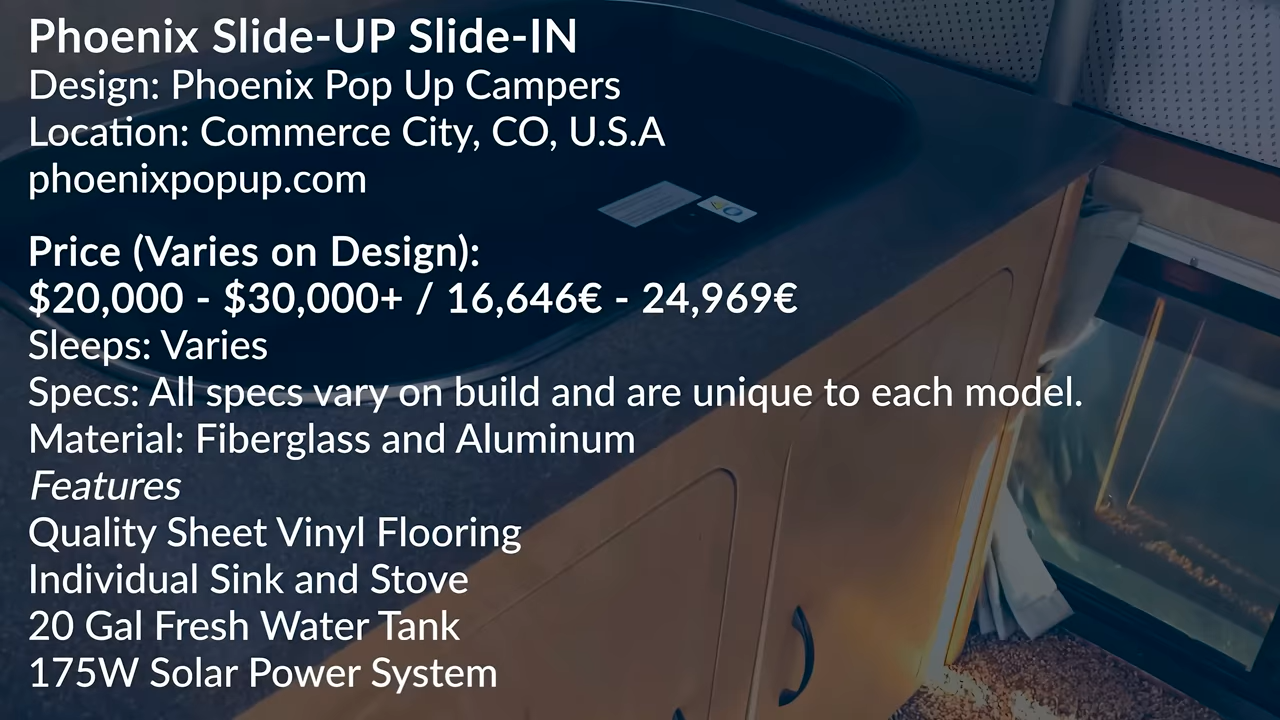 Phoenix Slide-UP Slide-IN
Design: Phoenix Pop Up Campers
Location: Commerce City, CO, U.S.A
phoenixpopup.com
Price (Varies on Design):
$20,000 - $30,000+ / 16,646€ - 24,969€
Sleeps: Varies
Specs: All specs vary on build and are unique to each model.
Material: Fiberglass and Aluminum
Features
Quality Sheet Vinyl Flooring
Individual Sink and Stove
20 Gal Fresh Water Tank
175W Solar Power System